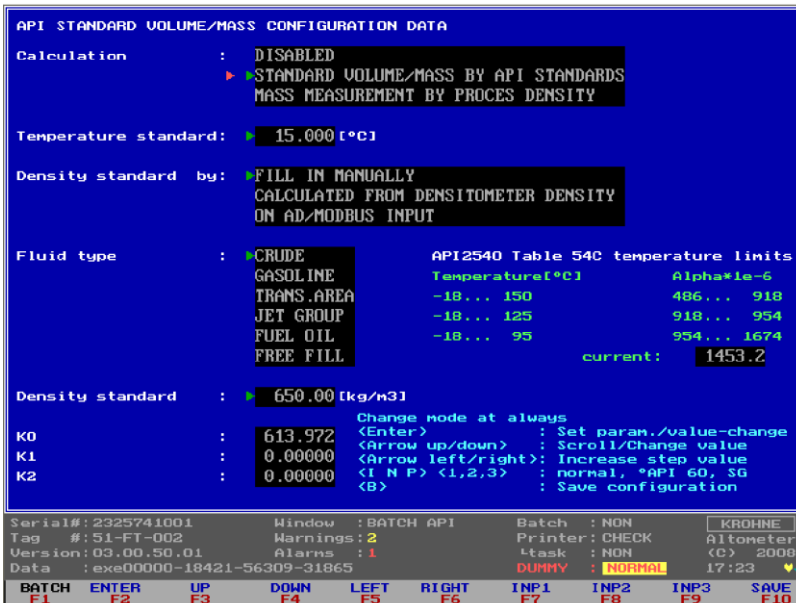 API STANDARD VOLUME/MASS CONFIGURATION DATA
Calculation : DISABLED
STANDARD VOLUME/MASS BY API STANDARDS
MASS MEASUREMENT BY PROCES DENSITY
Temperature standard: 15.000 [°C]
Density standard by: FILL IN MANUALLY
CALCULATED FROM DENSITOMETER DENSITY
ON AD/MODBUS INPUT
Fluid type : CRUDE API2540 Table 54C temperature limits
GASOLINE Temperature[°C] Alpha*1e-6
TRANS.AREA -18... 150 486... 918
JET GROUP -18... 125 918... 954
FUEL OIL -18... 95 954... 1674
FREE FILL current: 1453.2
Density standard : 650.00 [kg/m3]
Change mode at always
K0 : 613.972 <Enter> : Set param./value-change
<Arrow up/down> : Scroll/Change value
K1 : 0.00000 <Arrow left/right>: Increase step value
K2 : 0.00000 <I N P> <1,2,3> : normal, °API 60, SG
<B> : Save configuration
Serial#:2325741001 Window :BATCH API Batch : NON KROHNE
Tag #:51-FT-002 Warnings:2 Printer: CHECK Altometer
Version:03.00.50.01 Alarms :1 Ltask : NON (C) 2008
Data :exe00000-18421-56309-31865 DUMMY : NORMAL 17:23
BATCH ENTER UP DOWN LEFT RIGHT INP1 INP2 INP3 SAVE
F1 F2 F3 F4 F5 F6 F7 F8 F9 F10